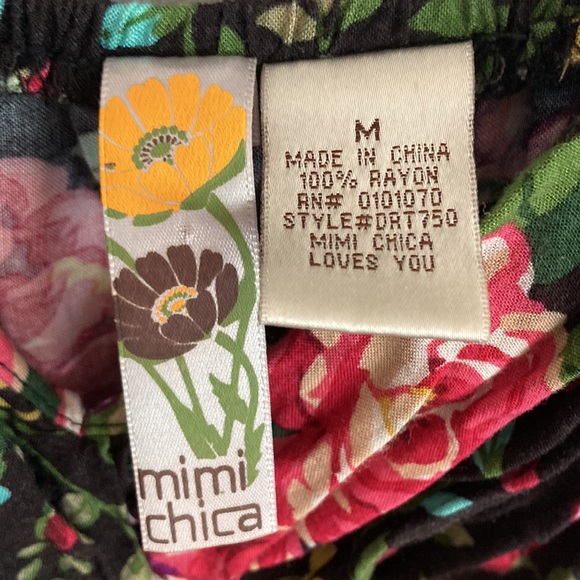 mimi
chica
M
MADE IN CHINA
100% RAYON
RN# 0101070
STYLE#DRT750
MIMI CHICA
LOVES YOU